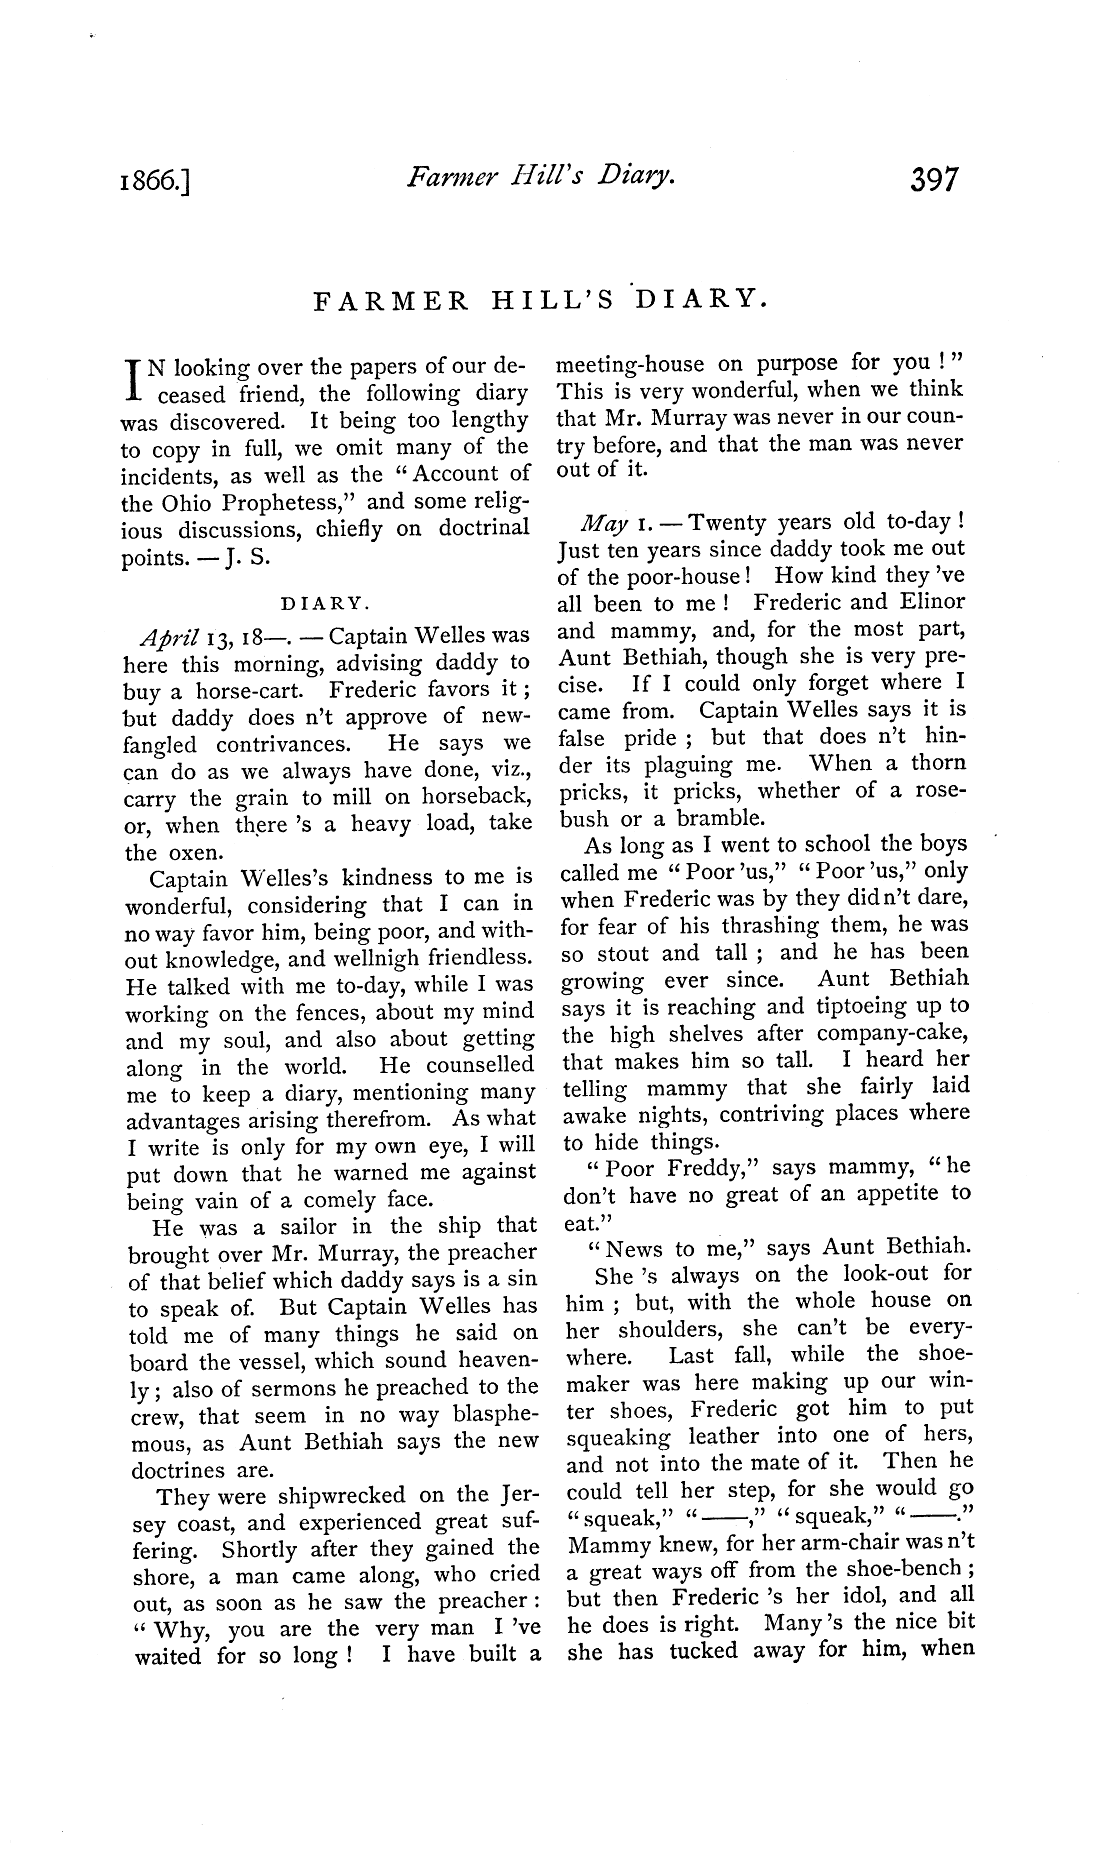 1866.] Farmer Hill's Diary. 397
FARMER HILL'S DIARY.
IN looking over the papers of our de-
ceased friend, the following diary
was discovered. It being too lengthy
to copy in full, we omit many of the
incidents, as well as the “Account of
the Ohio Prophetess,” and some relig-
ious discussions, chiefly on doctrinal
points. — J. S.
DIARY.
April 13, 18—. — Captain Welles was
here this morning, advising daddy to
buy a horse-cart. Frederic favors it ;
but daddy does n't approve of new-
fangled contrivances. He says we
can do as we always have done, viz.,
carry the grain to mill on horseback,
or, when there 's a heavy load, take
the oxen.
Captain Welles's kindness to me is
wonderful, considering that I can in
no way favor him, being poor, and with-
out knowledge, and wellnigh friendless.
He talked with me to-day, while I was
working on the fences, about my mind
and my soul, and also about getting
along in the world. He counselled
me to keep a diary, mentioning many
advantages arising therefrom. As what
I write is only for my own eye, I will
put down that he warned me against
being vain of a comely face.
He was a sailor in the ship that
brought over Mr. Murray, the preacher
of that belief which daddy says is a sin
to speak of. But Captain Welles has
told me of many things he said on
board the vessel, which sound heaven-
ly ; also of sermons he preached to the
crew, that seem in no way blasphe-
mous, as Aunt Bethiah says the new
doctrines are.
They were shipwrecked on the Jer-
sey coast, and experienced great suf-
fering. Shortly after they gained the
shore, a man came along, who cried
out, as soon as he saw the preacher :
“ Why, you are the very man I 've
waited for so long ! I have built a
meeting-house on purpose for you ! ”
This is very wonderful, when we think
that Mr. Murray was never in our coun-
try before, and that the man was never
out of it.
May 1. — Twenty years old to-day !
Just ten years since daddy took me out
of the poor-house ! How kind they 've
all been to me ! Frederic and Elinor
and mammy, and, for the most part,
Aunt Bethiah, though she is very pre-
cise. If I could only forget where I
came from. Captain Welles says it is
false pride ; but that does n't hin-
der its plaguing me. When a thorn
pricks, it pricks, whether of a rose-
bush or a bramble.
As long as I went to school the boys
called me “ Poor 'us,” “ Poor 'us,” only
when Frederic was by they did n't dare,
for fear of his thrashing them, he was
so stout and tall ; and he has been
growing ever since. Aunt Bethiah
says it is reaching and tiptoeing up to
the high shelves after company-cake,
that makes him so tall. I heard her
telling mammy that she fairly laid
awake nights, contriving places where
to hide things.
“ Poor Freddy,” says mammy, “ he
don't have no great of an appetite to
eat.”
“ News to me,” says Aunt Bethiah.
She 's always on the look-out for
him ; but, with the whole house on
her shoulders, she can't be every-
where. Last fall, while the shoe-
maker was here making up our win-
ter shoes, Frederic got him to put
squeaking leather into one of hers,
and not into the mate of it. Then he
could tell her step, for she would go
“ squeak,” “ ——,” “ squeak,” “ ——.”
Mammy knew, for her arm-chair was n't
a great ways off from the shoe-bench ;
but then Frederic 's her idol, and all
he does is right. Many 's the nice bit
she has tucked away for him, when